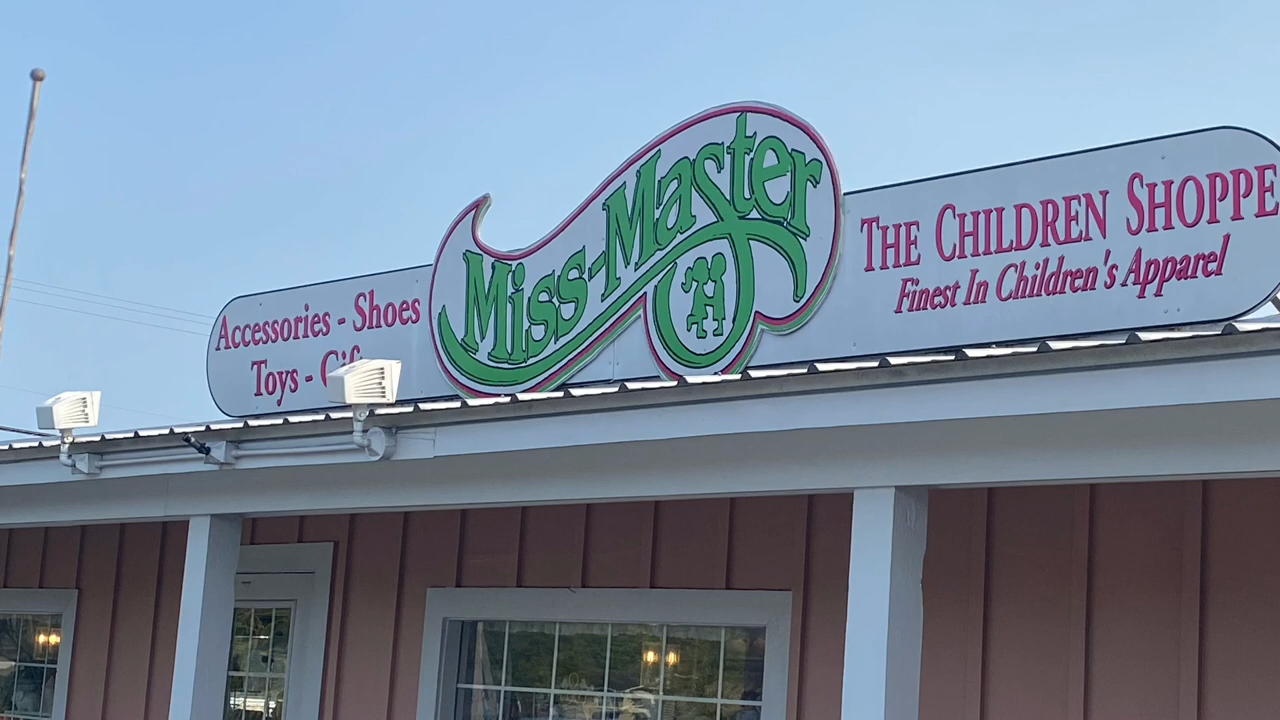 Accessories - Shoes
Toys -
Miss-Master
THE CHILDREN SHOPPE
Finest In Children's Apparel